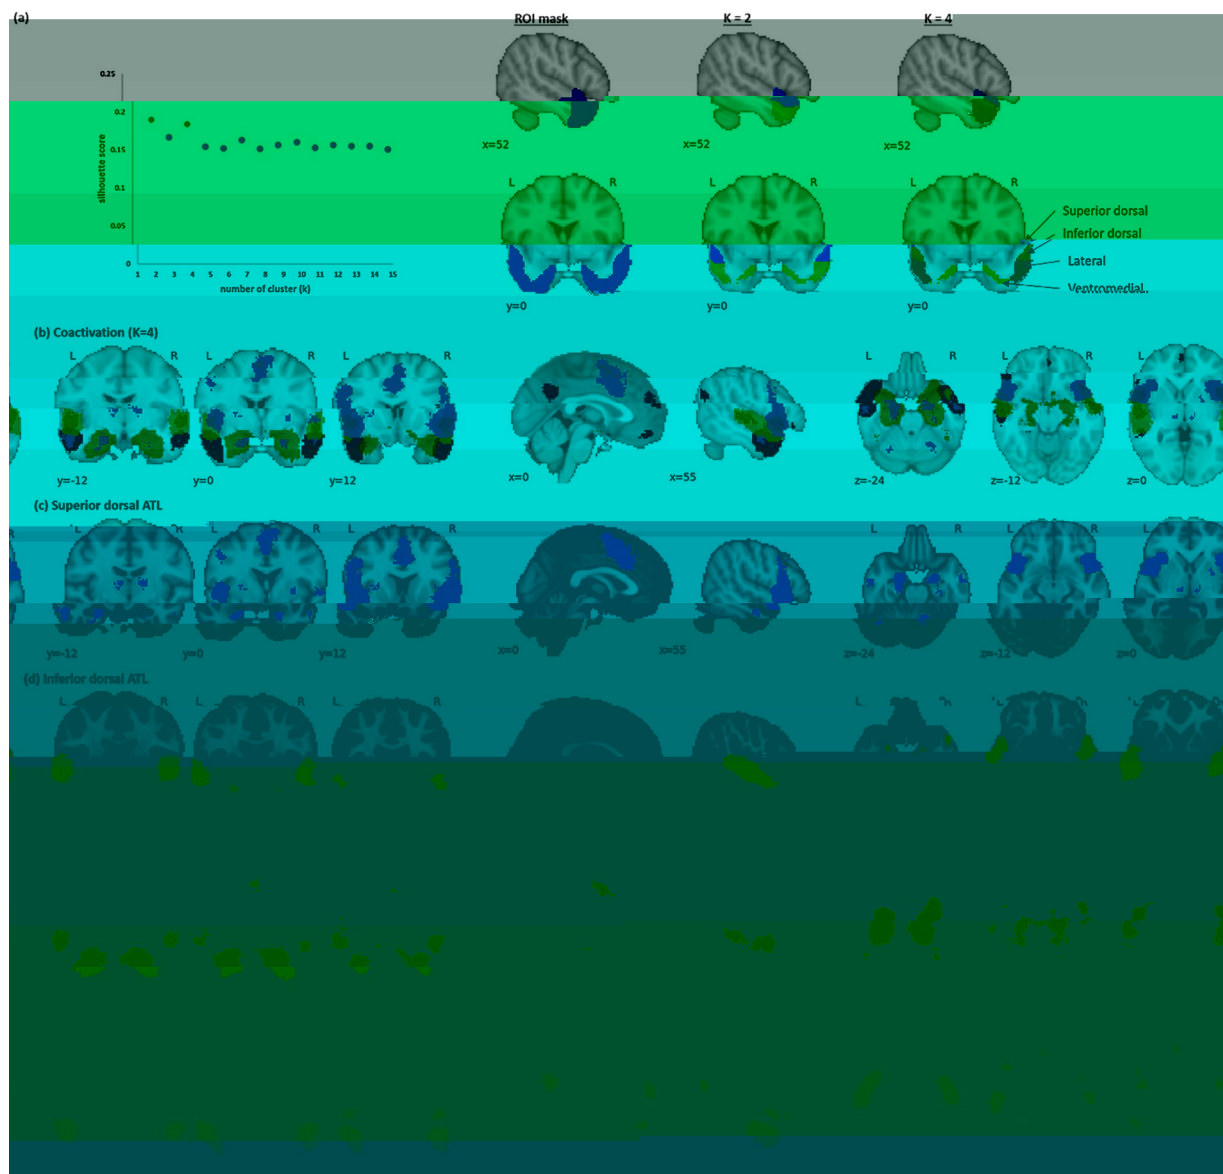 (a)
ROI mask
K = 2
K = 4
0.25
0.2
0.15
0.1
0.05
0
silhouette score
1 2 3 4 5 6 7 8 9 10 11 12 13 14 15
number of cluster (k)
x=52
x=52
x=52
L R
L R
L R
Superior dorsal
Inferior dorsal
Lateral
Ventromedial
y=0
y=0
y=0
(b) Coactivation (K=4)
L R L R L R L R L R L R
y=-12 y=0 y=12 x=0 x=55 z=-24 z=-12 z=0
(c) Superior dorsal ATL
L R L R L R L R L R L R
y=-12 y=0 y=12 x=0 x=55 z=-24 z=-12 z=0
(d) Inferior dorsal ATL
L R L R L R L L